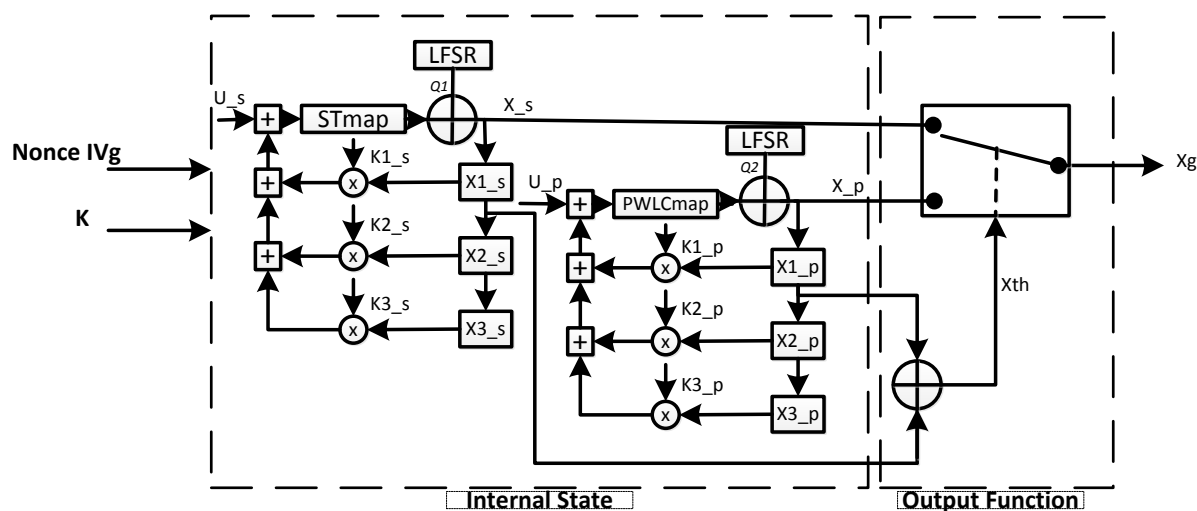 LFSR
Q1
U_s
X_s
+
STmap
LFSR
Nonce IVg
K1_s
Q2
X_p
Xg
+
x
X1_s
U_p
+
PWLCmap
K
K2_s
K1_p
+
x
X2_s
+
x
X1_p
Xth
K3_s
K2_p
x
X3_s
+
x
X2_p
K3_p
x
X3_p
Internal State
Output Function